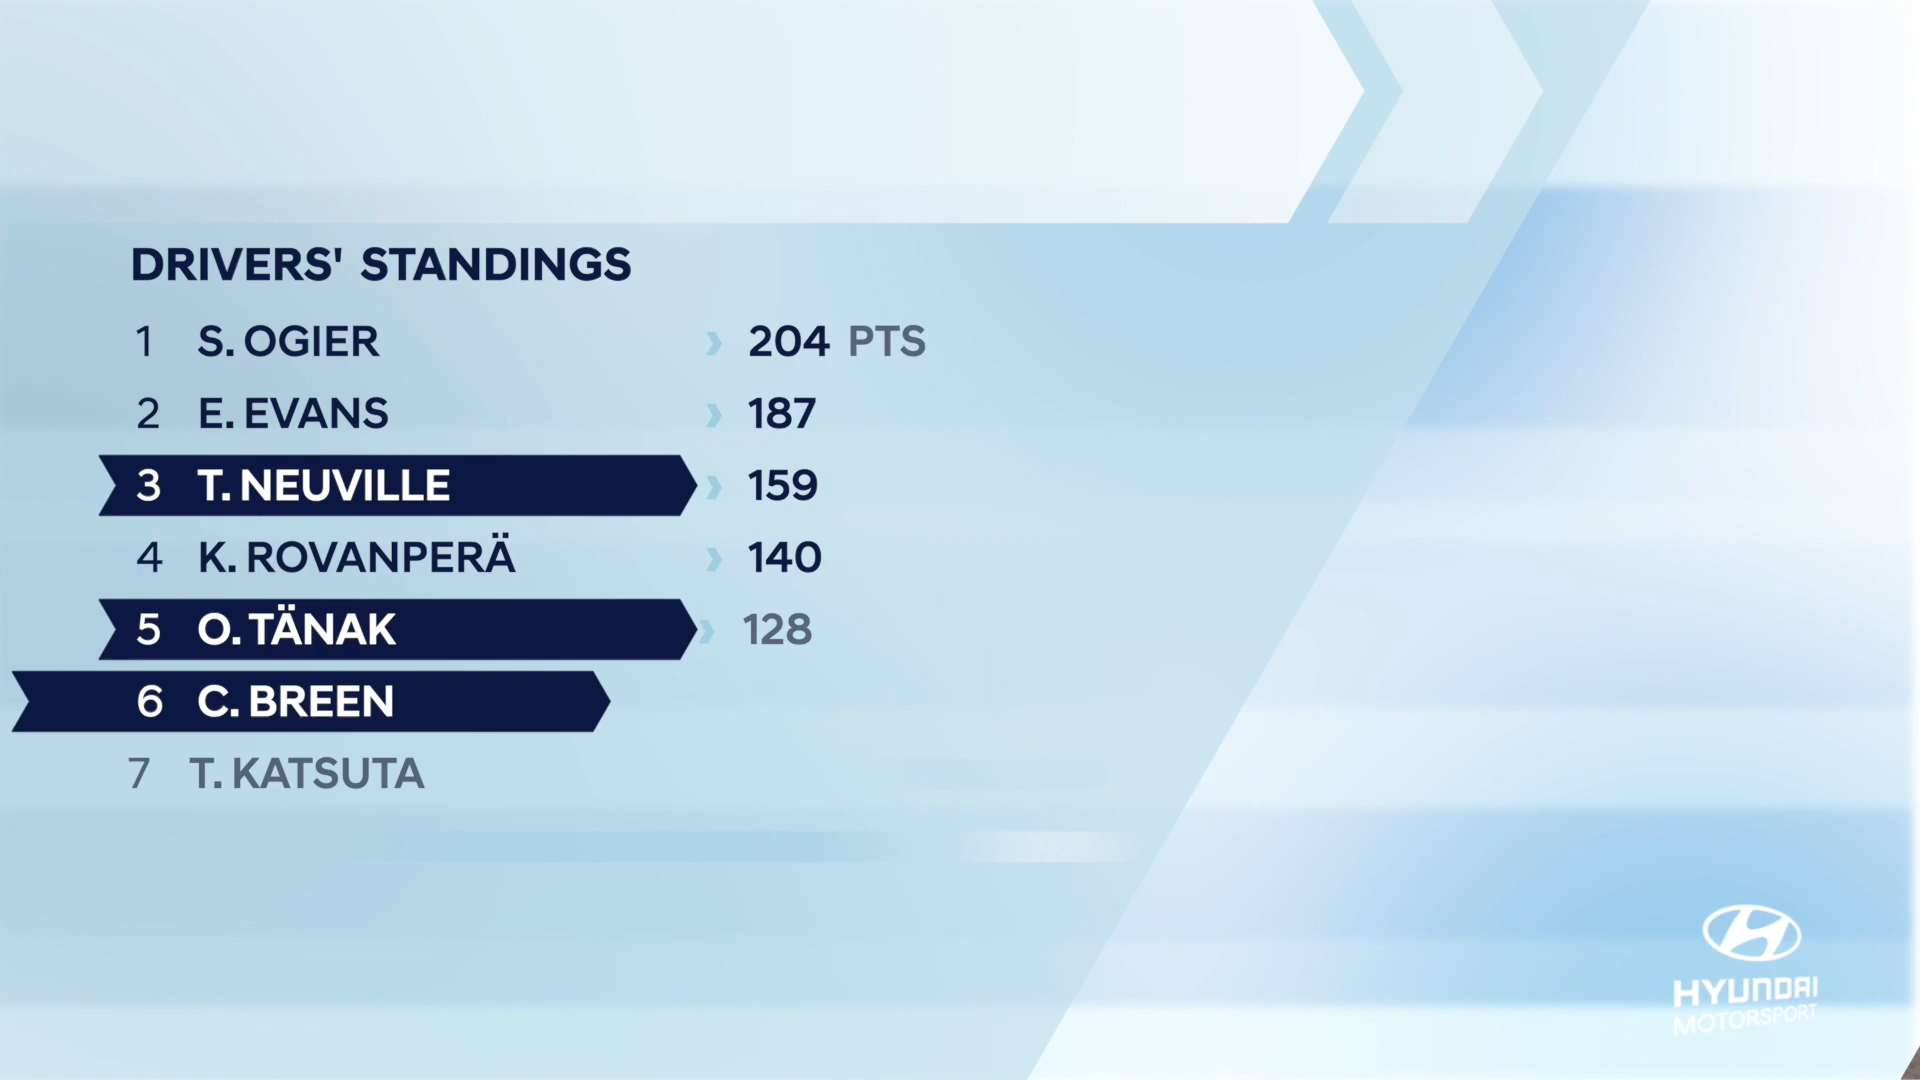 DRIVERS' STANDINGS
1 S. OGIER 204 PTS
2 E. EVANS 187
3 T. NEUVILLE 159
4 K. ROVANPERÄ 140
5 O. TÄNAK 128
6 C. BREEN
7 T. KATSUTA
HYUNDAI
MOTORSPORT